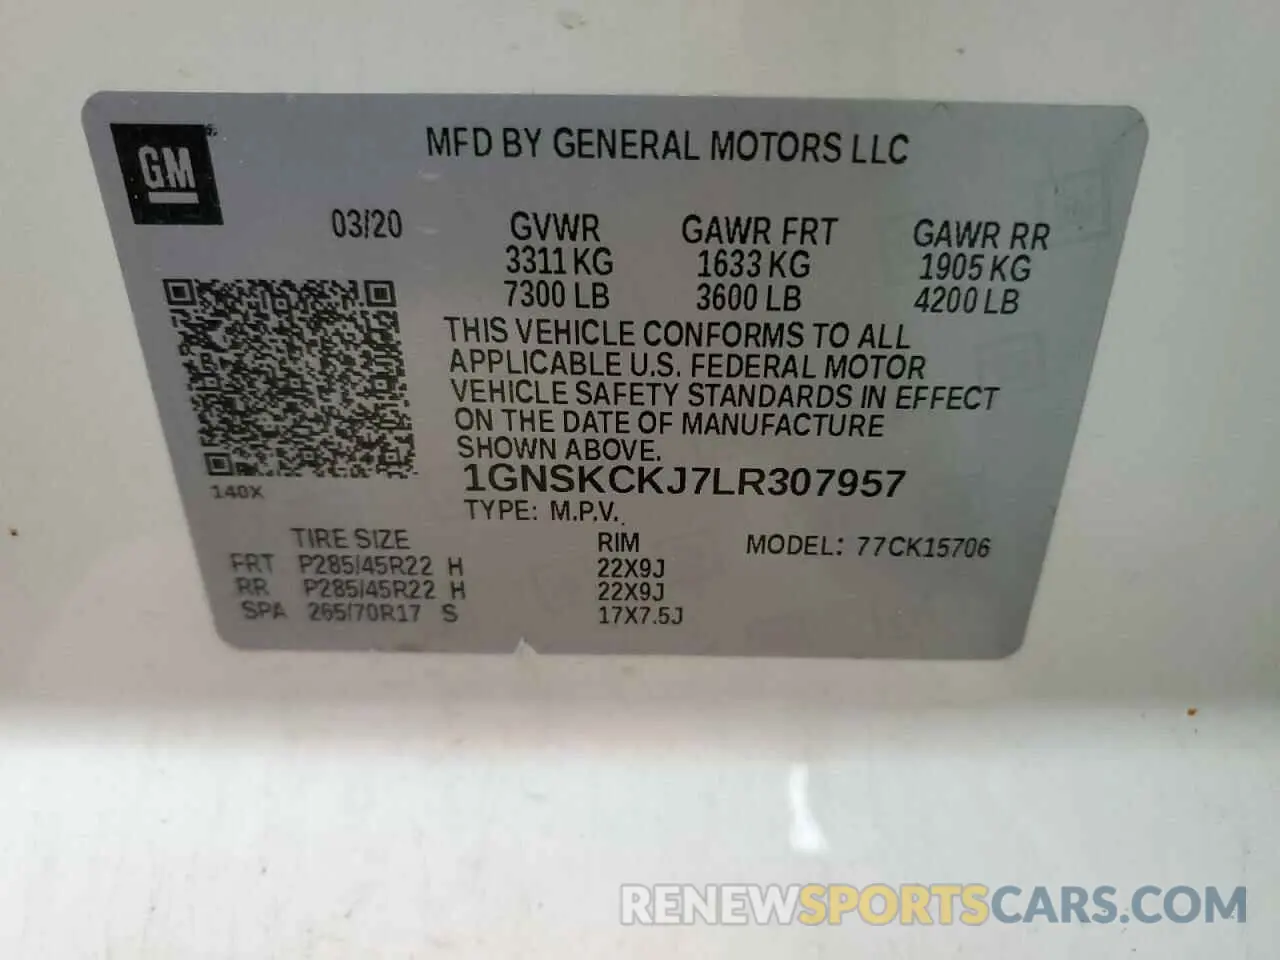 GM
MFD BY GENERAL MOTORS LLC
03/20 GVWR GAWR FRT GAWR RR
3311 KG 1633 KG 1905 KG
7300 LB 3600 LB 4200 LB
THIS VEHICLE CONFORMS TO ALL
APPLICABLE U.S. FEDERAL MOTOR
VEHICLE SAFETY STANDARDS IN EFFECT
ON THE DATE OF MANUFACTURE
SHOWN ABOVE.
1GNSKCKJ7LR307957
140X
TYPE: M.P.V.
TIRE SIZE RIM MODEL: 77CK15706
FRT P285/45R22 H 22X9J
RR P285/45R22 H 22X9J
SPA 265/70R17 S 17X7.5J
RENEWSPORTSCARS.COM